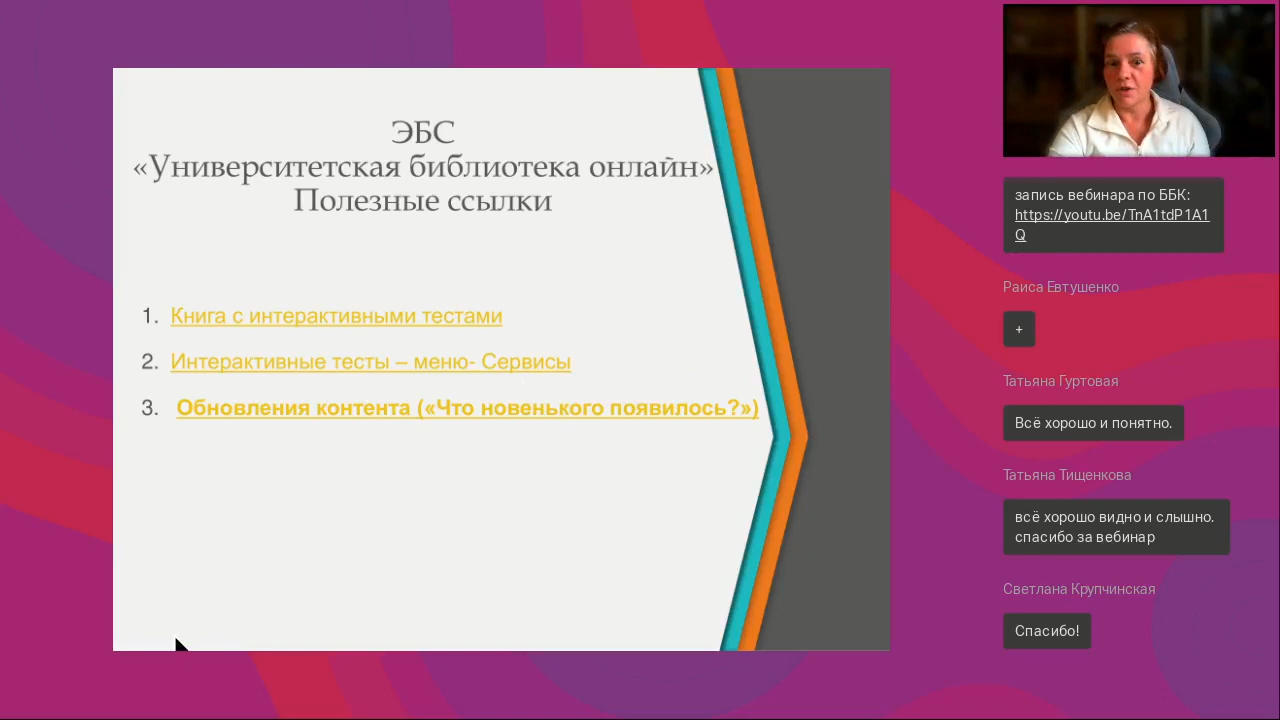 ЭБС
«Университетская библиотека онлайн»
Полезные ссылки
1. Книга с интерактивными тестами
2. Интерактивные тесты – меню- Сервисы
3. Обновления контента («Что новенького появилось?»)
запись вебинара по ББК:
https://youtu.be/TnA1tdP1A1
Q
Раиса Евтушенко
+
Татьяна Гуртовая
Всё хорошо и понятно.
Татьяна Тищенкова
всё хорошо видно и слышно.
спасибо за вебинар
Светлана Крупчинская
Спасибо!